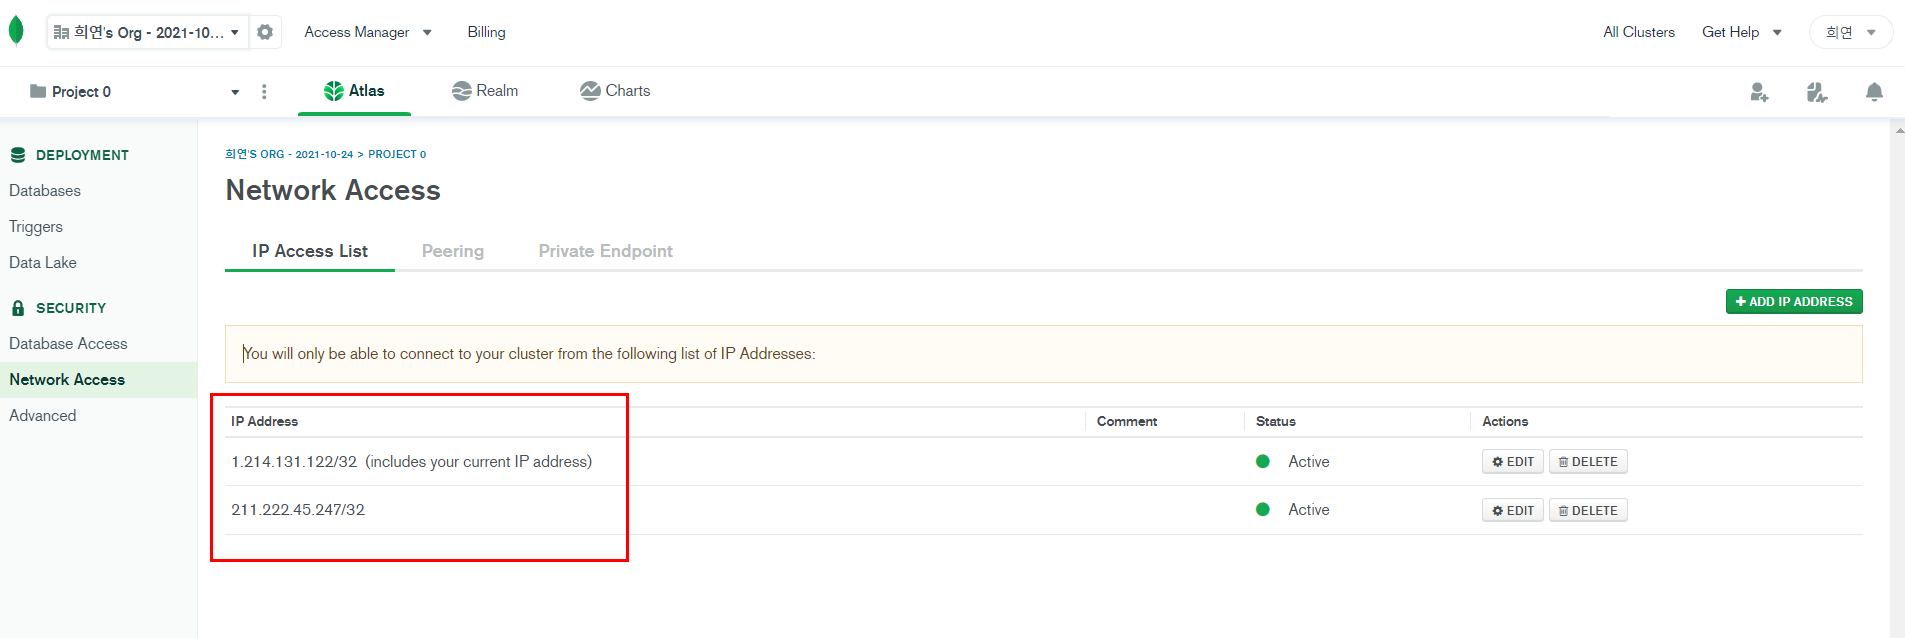 희연's Org - 2021-10...
Access Manager
Billing
All Clusters
Get Help
희연
Project 0
Atlas
Realm
Charts
DEPLOYMENT
Databases
Triggers
Data Lake
SECURITY
Database Access
Network Access
Advanced
희연'S ORG - 2021-10-24 > PROJECT 0
Network Access
IP Access List
Peering
Private Endpoint
ADD IP ADDRESS
You will only be able to connect to your cluster from the following list of IP Addresses:
IP Address
Comment
Status
Actions
1.214.131.122/32 (includes your current IP address)
Active
EDIT
DELETE
211.222.45.247/32
Active
EDIT
DELETE